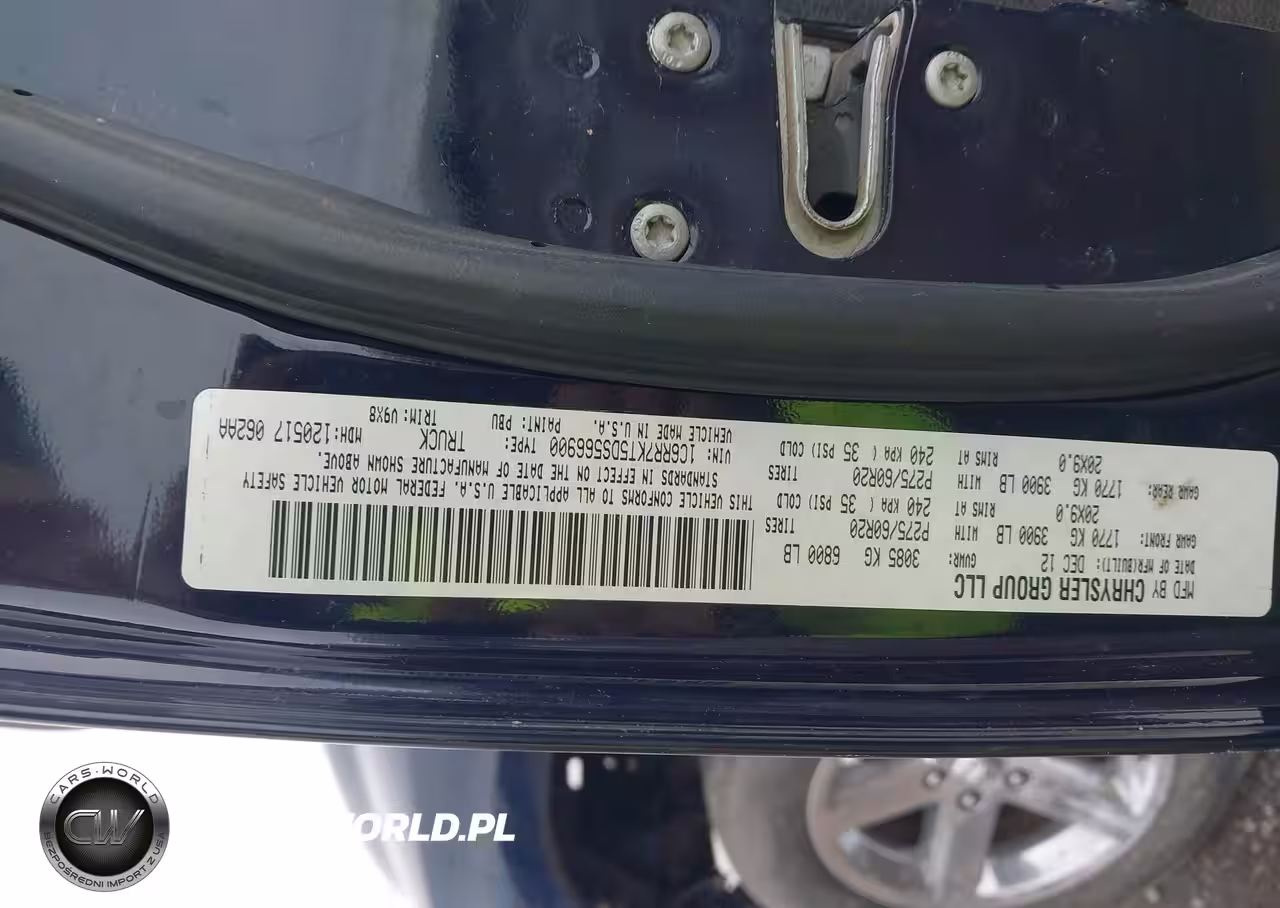 MFD BY CHRYSLER GROUP LLC
DATE OF MFR(BUILT): DEC 12 GVWR: 3085 KG 6800 LB
GAWR FRONT: 1770 KG 3900 LB WITH P275/60R20 TIRES
20X9.0 RIMS AT 240 KPA ( 35 PSI) COLD
GAWR REAR: 1770 KG 3900 LB WITH P275/60R20 TIRES
20X9.0 RIMS AT 240 KPA ( 35 PSI) COLD
THIS VEHICLE CONFORMS TO ALL APPLICABLE U.S.A. FEDERAL MOTOR VEHICLE SAFETY
STANDARDS IN EFFECT ON THE DATE OF MANUFACTURE SHOWN ABOVE.
VIN: 1C6RR7KT5DS566900 TYPE: TRUCK MDH:120517 062AA
VEHICLE MADE IN U.S.A. PAINT: PBU TRIM: V9X8
CARS-WORLD
CW
BEZPOŚREDNI IMPORT Z USA
WORLD.PL